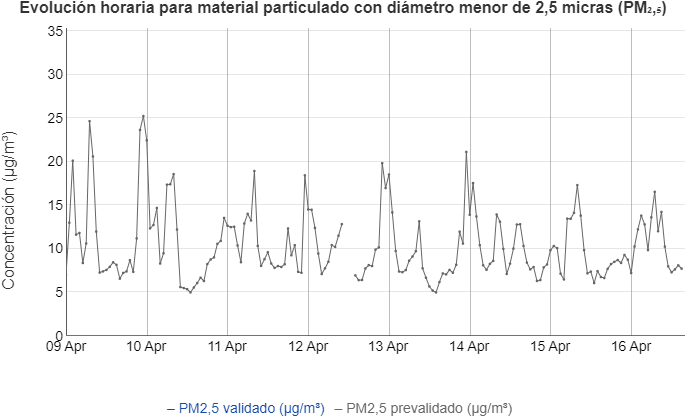 Evolución horaria para material particulado con diámetro menor de 2,5 micras (PM₂,₅)
Concentración (µg/m³)
35
30
25
20
15
10
5
0
09 Apr 10 Apr 11 Apr 12 Apr 13 Apr 14 Apr 15 Apr 16 Apr
– PM2,5 validado (µg/m³) – PM2,5 prevalidado (µg/m³)